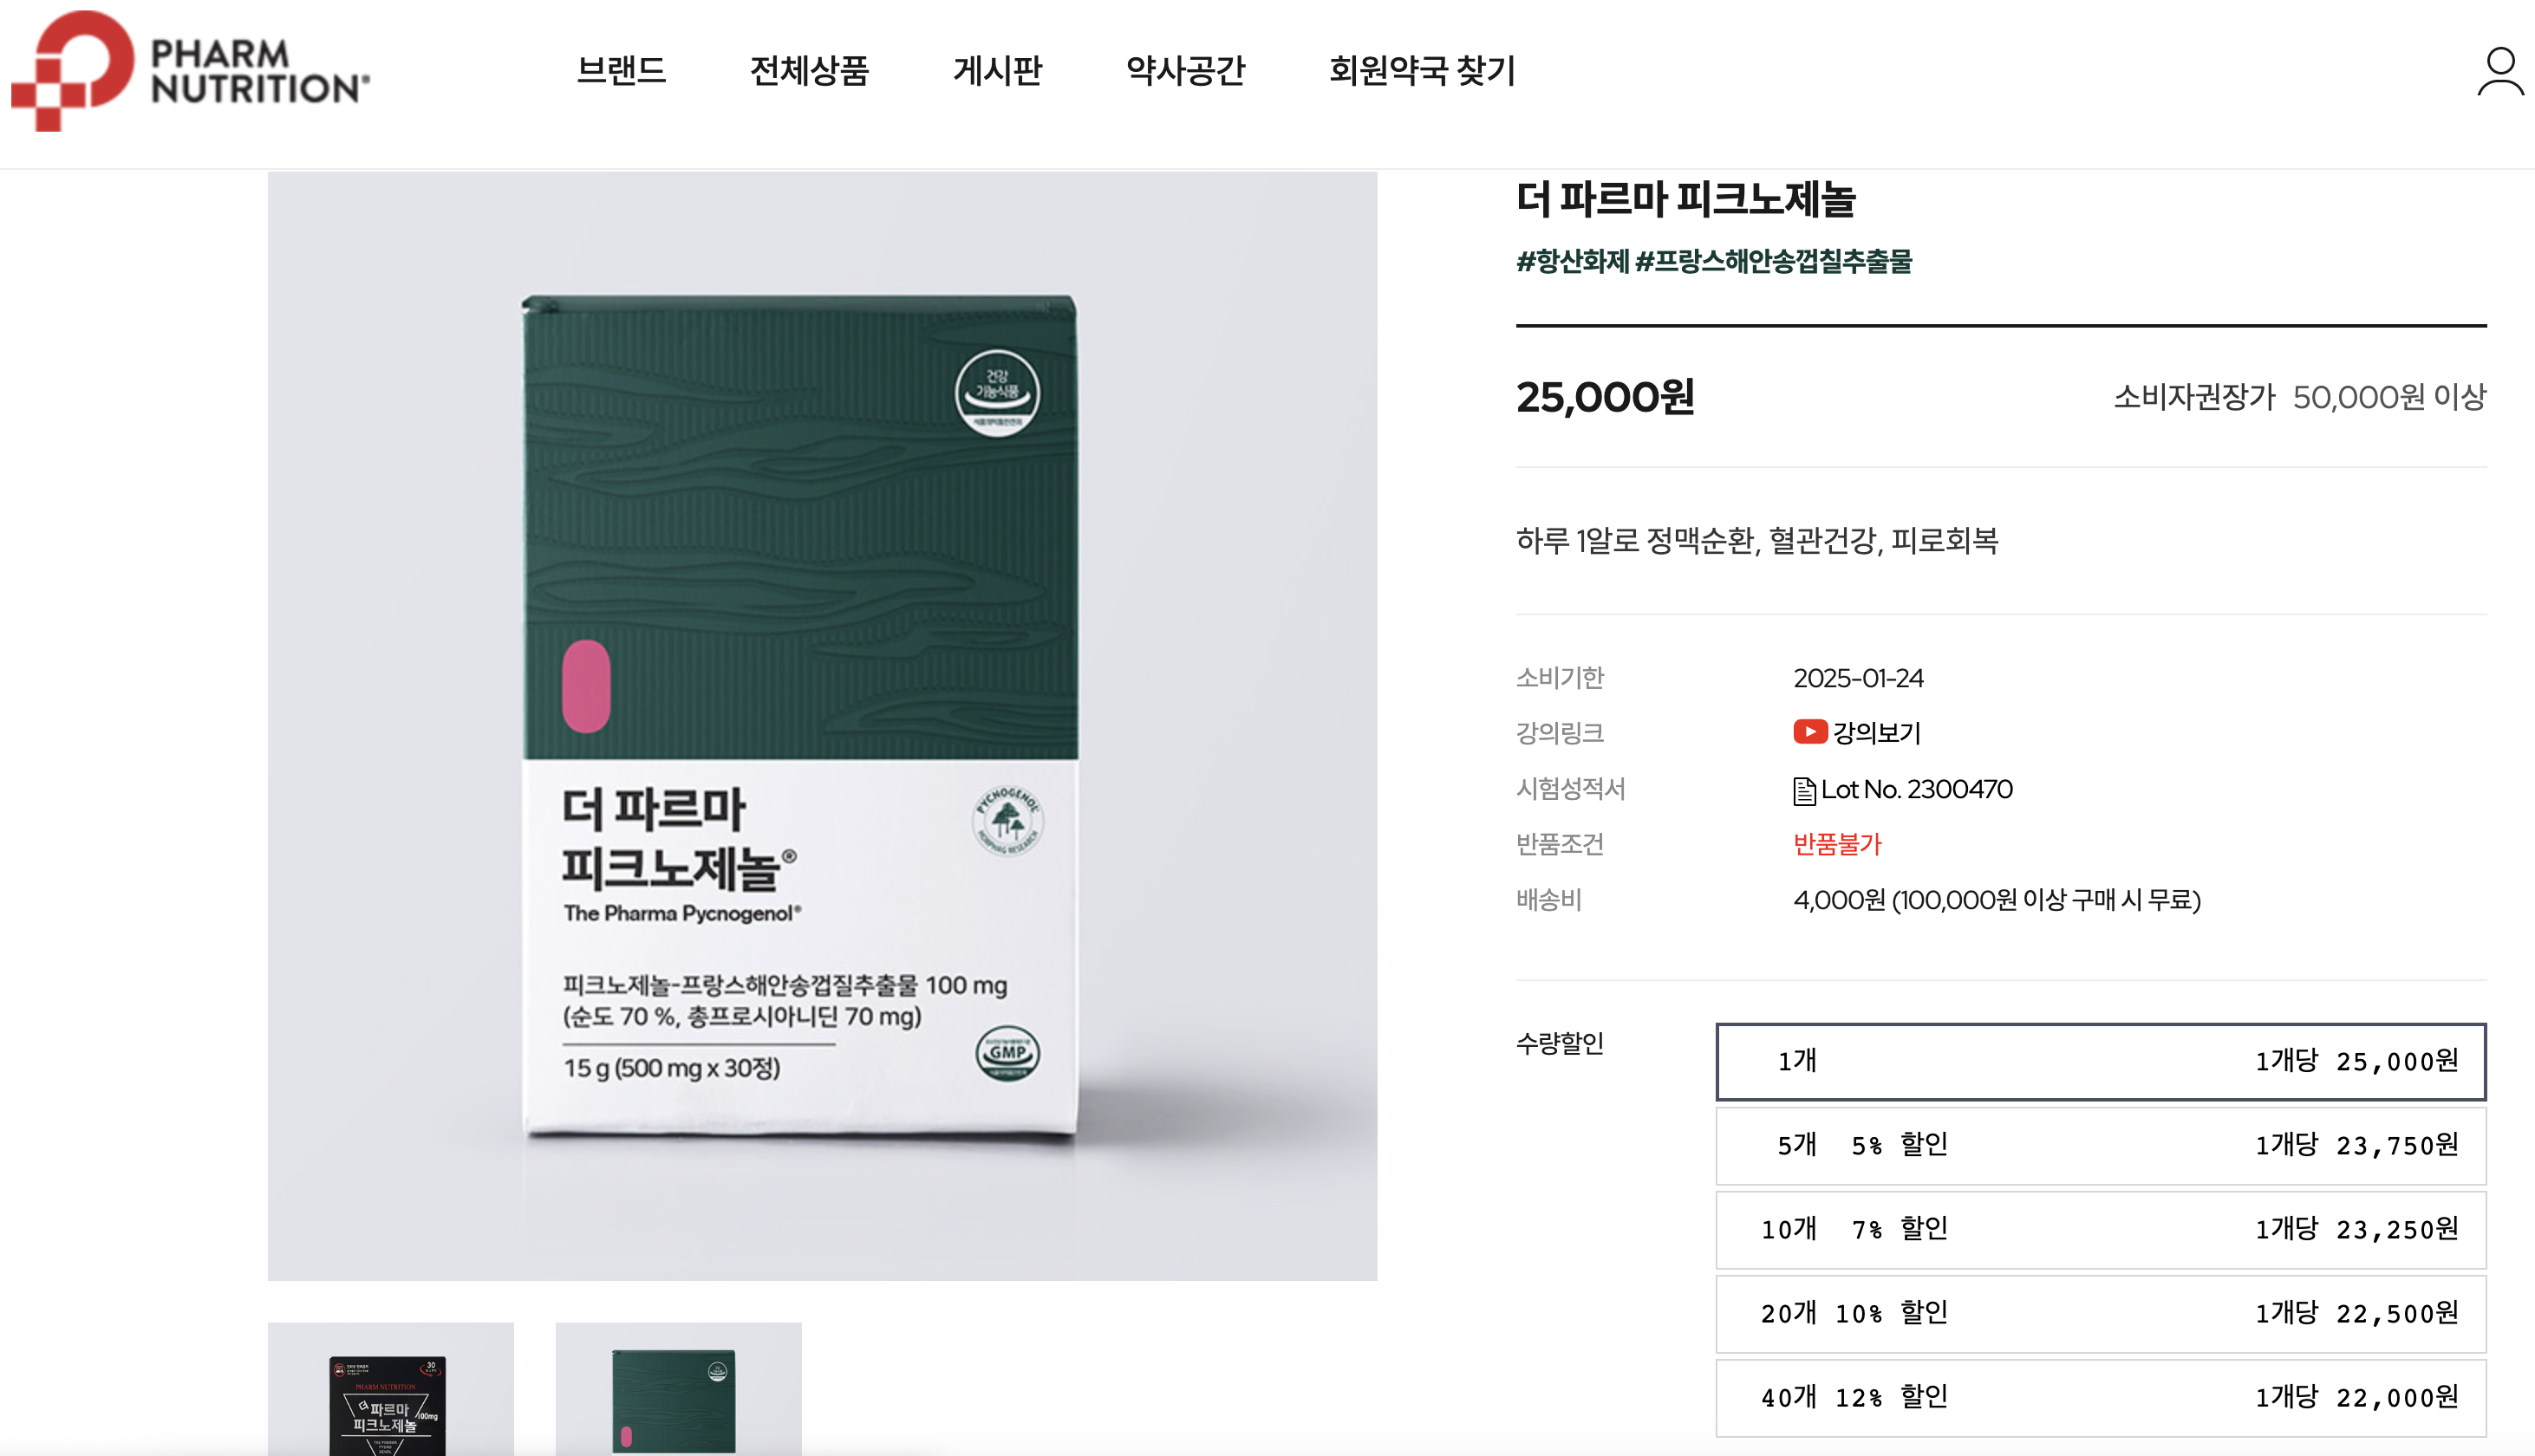 PHARM
NUTRITION®
브랜드
전체상품
게시판
약사공간
회원약국 찾기
건강
기능식품
더 파르마
피크노제놀®
The Pharma Pycnogenol®
PYCHOGENOL®
HORPHAG RESEARCH
피크노제놀-프랑스해안송껍질추출물 100 mg
(순도 70 %, 총프로시아니딘 70 mg)
15 g (500 mg x 30정)
GMP
30
PHARM NUTRITION
더 파르마
피크노제놀
100mg
더 파르마 피크노제놀
#항산화제 #프랑스해안송껍칠추출물
25,000원
소비자권장가 50,000원 이상
하루 1알로 정맥순환, 혈관건강, 피로회복
소비기한 2025-01-24
강의링크 강의보기
시험성적서 Lot No. 2300470
반품조건 반품불가
배송비 4,000원 (100,000원 이상 구매 시 무료)
수량할인
1개 1개당 25,000원
5개 5% 할인 1개당 23,750원
10개 7% 할인 1개당 23,250원
20개 10% 할인 1개당 22,500원
40개 12% 할인 1개당 22,000원